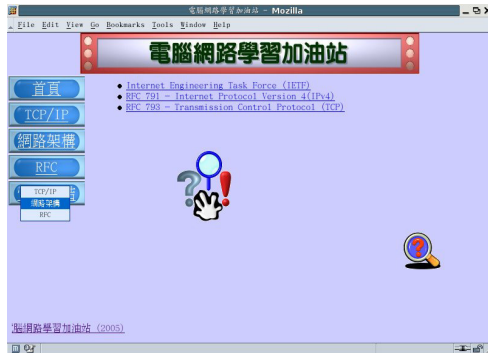 電腦網路學習加油站 - Mozilla
File Edit View Go Bookmarks Tools Window Help
電腦網路學習加油站
首頁
TCP/IP
網路架構
RFC
Internet Engineering Task Force (IETF)
RFC 791 - Internet Protocol Version 4(IPv4)
RFC 793 - Transmission Control Protocol (TCP)
TCP/IP
網路架構
RFC
腦網路學習加油站 (2005)